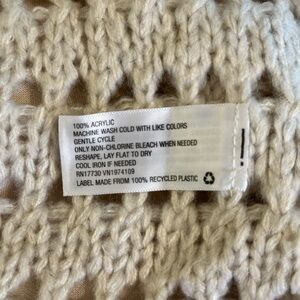 100% ACRYLIC
MACHINE WASH COLD WITH LIKE COLORS
GENTLE CYCLE
ONLY NON-CHLORINE BLEACH WHEN NEEDED
RESHAPE, LAY FLAT TO DRY
COOL IRON IF NEEDED
RN17730 VN1974109
LABEL MADE FROM 100% RECYCLED PLASTIC